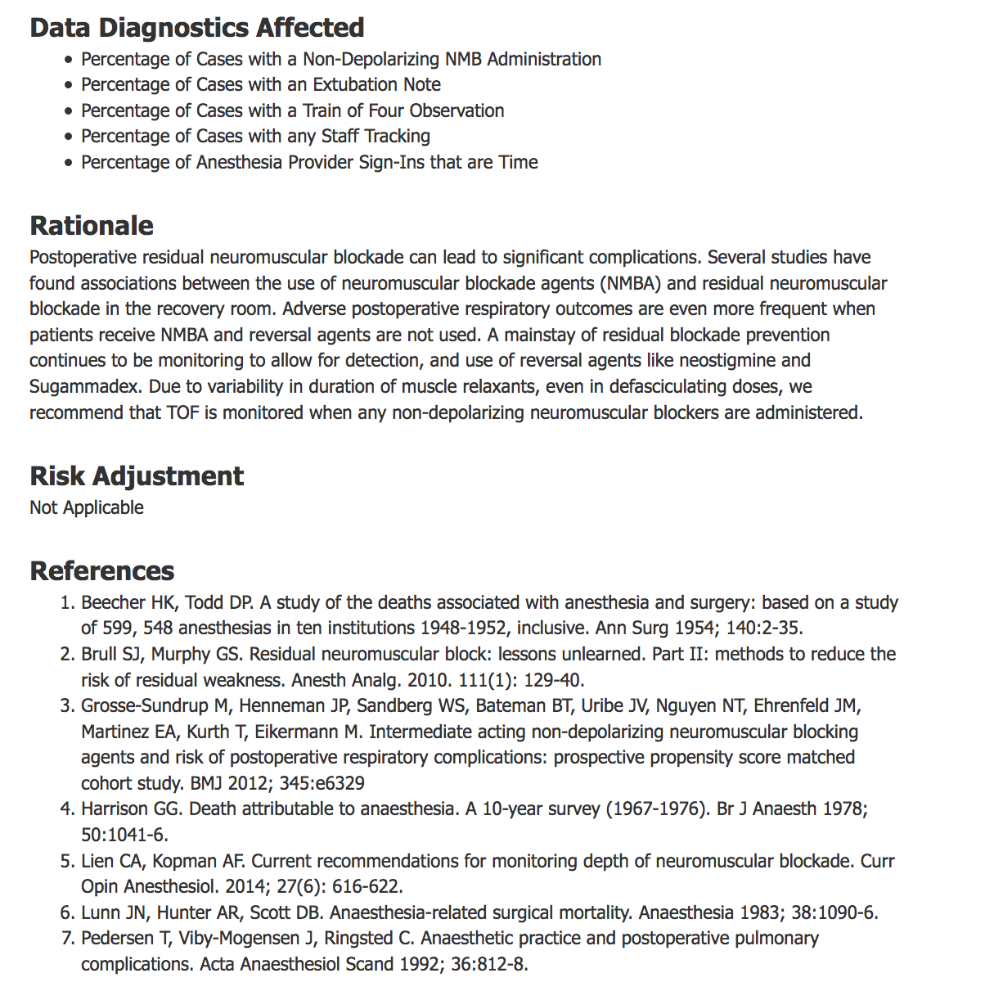 Data Diagnostics Affected
• Percentage of Cases with a Non-Depolarizing NMB Administration
• Percentage of Cases with an Extubation Note
• Percentage of Cases with a Train of Four Observation
• Percentage of Cases with any Staff Tracking
• Percentage of Anesthesia Provider Sign-Ins that are Time
Rationale
Postoperative residual neuromuscular blockade can lead to significant complications. Several studies have
found associations between the use of neuromuscular blockade agents (NMBA) and residual neuromuscular
blockade in the recovery room. Adverse postoperative respiratory outcomes are even more frequent when
patients receive NMBA and reversal agents are not used. A mainstay of residual blockade prevention
continues to be monitoring to allow for detection, and use of reversal agents like neostigmine and
Sugammadex. Due to variability in duration of muscle relaxants, even in defasciculating doses, we
recommend that TOF is monitored when any non-depolarizing neuromuscular blockers are administered.
Risk Adjustment
Not Applicable
References
1. Beecher HK, Todd DP. A study of the deaths associated with anesthesia and surgery: based on a study
of 599, 548 anesthesias in ten institutions 1948-1952, inclusive. Ann Surg 1954; 140:2-35.
2. Brull SJ, Murphy GS. Residual neuromuscular block: lessons unlearned. Part II: methods to reduce the
risk of residual weakness. Anesth Analg. 2010. 111(1): 129-40.
3. Grosse-Sundrup M, Henneman JP, Sandberg WS, Bateman BT, Uribe JV, Nguyen NT, Ehrenfeld JM,
Martinez EA, Kurth T, Eikermann M. Intermediate acting non-depolarizing neuromuscular blocking
agents and risk of postoperative respiratory complications: prospective propensity score matched
cohort study. BMJ 2012; 345:e6329
4. Harrison GG. Death attributable to anaesthesia. A 10-year survey (1967-1976). Br J Anaesth 1978;
50:1041-6.
5. Lien CA, Kopman AF. Current recommendations for monitoring depth of neuromuscular blockade. Curr
Opin Anesthesiol. 2014; 27(6): 616-622.
6. Lunn JN, Hunter AR, Scott DB. Anaesthesia-related surgical mortality. Anaesthesia 1983; 38:1090-6.
7. Pedersen T, Viby-Mogensen J, Ringsted C. Anaesthetic practice and postoperative pulmonary
complications. Acta Anaesthesiol Scand 1992; 36:812-8.